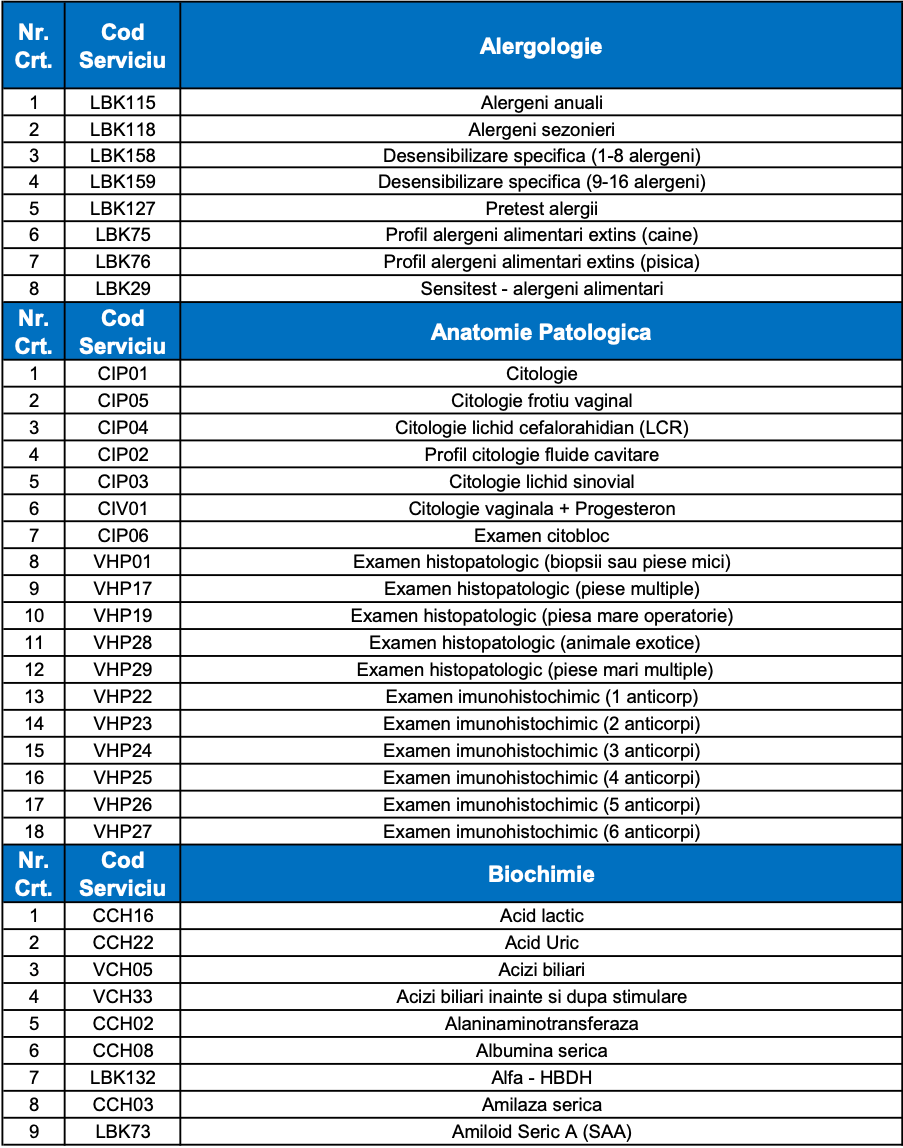 Nr. Crt. Cod Serviciu Alergologie
1 LBK115 Alergeni anuali
2 LBK118 Alergeni sezonieri
3 LBK158 Desensibilizare specifica (1-8 alergeni)
4 LBK159 Desensibilizare specifica (9-16 alergeni)
5 LBK127 Pretest alergii
6 LBK75 Profil alergeni alimentari extins (caine)
7 LBK76 Profil alergeni alimentari extins (pisica)
8 LBK29 Sensitest - alergeni alimentari
Nr. Crt. Cod Serviciu Anatomie Patologica
1 CIP01 Citologie
2 CIP05 Citologie frotiu vaginal
3 CIP04 Citologie lichid cefalorahidian (LCR)
4 CIP02 Profil citologie fluide cavitare
5 CIP03 Citologie lichid sinovial
6 CIV01 Citologie vaginala + Progesteron
7 CIP06 Examen citobloc
8 VHP01 Examen histopatologic (biopsii sau piese mici)
9 VHP17 Examen histopatologic (piese multiple)
10 VHP19 Examen histopatologic (piesa mare operatorie)
11 VHP28 Examen histopatologic (animale exotice)
12 VHP29 Examen histopatologic (piese mari multiple)
13 VHP22 Examen imunohistochimic (1 anticorp)
14 VHP23 Examen imunohistochimic (2 anticorpi)
15 VHP24 Examen imunohistochimic (3 anticorpi)
16 VHP25 Examen imunohistochimic (4 anticorpi)
17 VHP26 Examen imunohistochimic (5 anticorpi)
18 VHP27 Examen imunohistochimic (6 anticorpi)
Nr. Crt. Cod Serviciu Biochimie
1 CCH16 Acid lactic
2 CCH22 Acid Uric
3 VCH05 Acizi biliari
4 VCH33 Acizi biliari inainte si dupa stimulare
5 CCH02 Alaninaminotransferaza
6 CCH08 Albumina serica
7 LBK132 Alfa - HBDH
8 CCH03 Amilaza serica
9 LBK73 Amiloid Seric A (SAA)